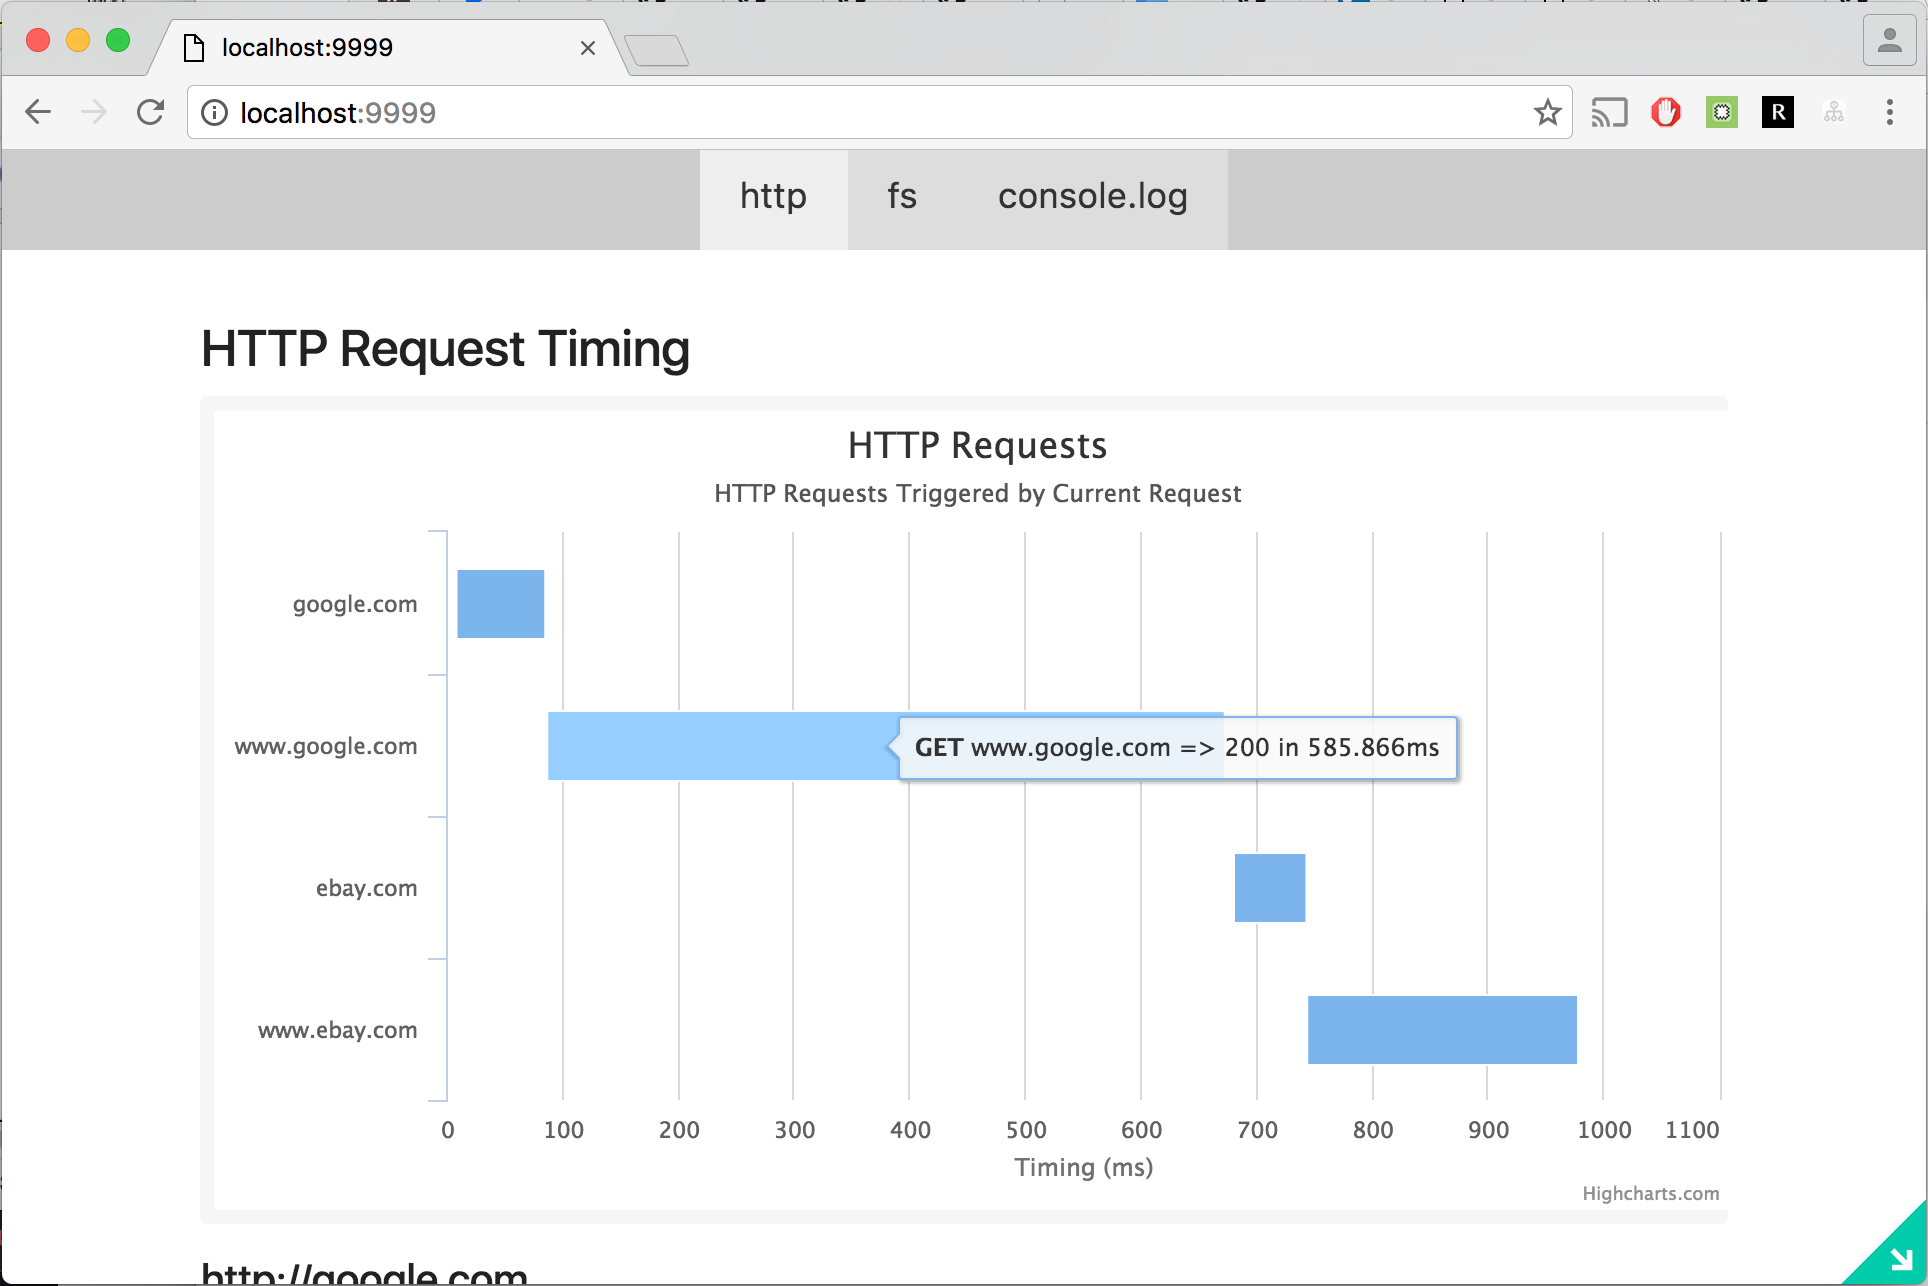 localhost:9999
localhost:9999
R
http fs console.log
HTTP Request Timing
HTTP Requests
HTTP Requests Triggered by Current Request
google.com
www.google.com
GET www.google.com => 200 in 585.866ms
ebay.com
www.ebay.com
0 100 200 300 400 500 600 700 800 900 1000 1100
Timing (ms)
Highcharts.com
http://google.com